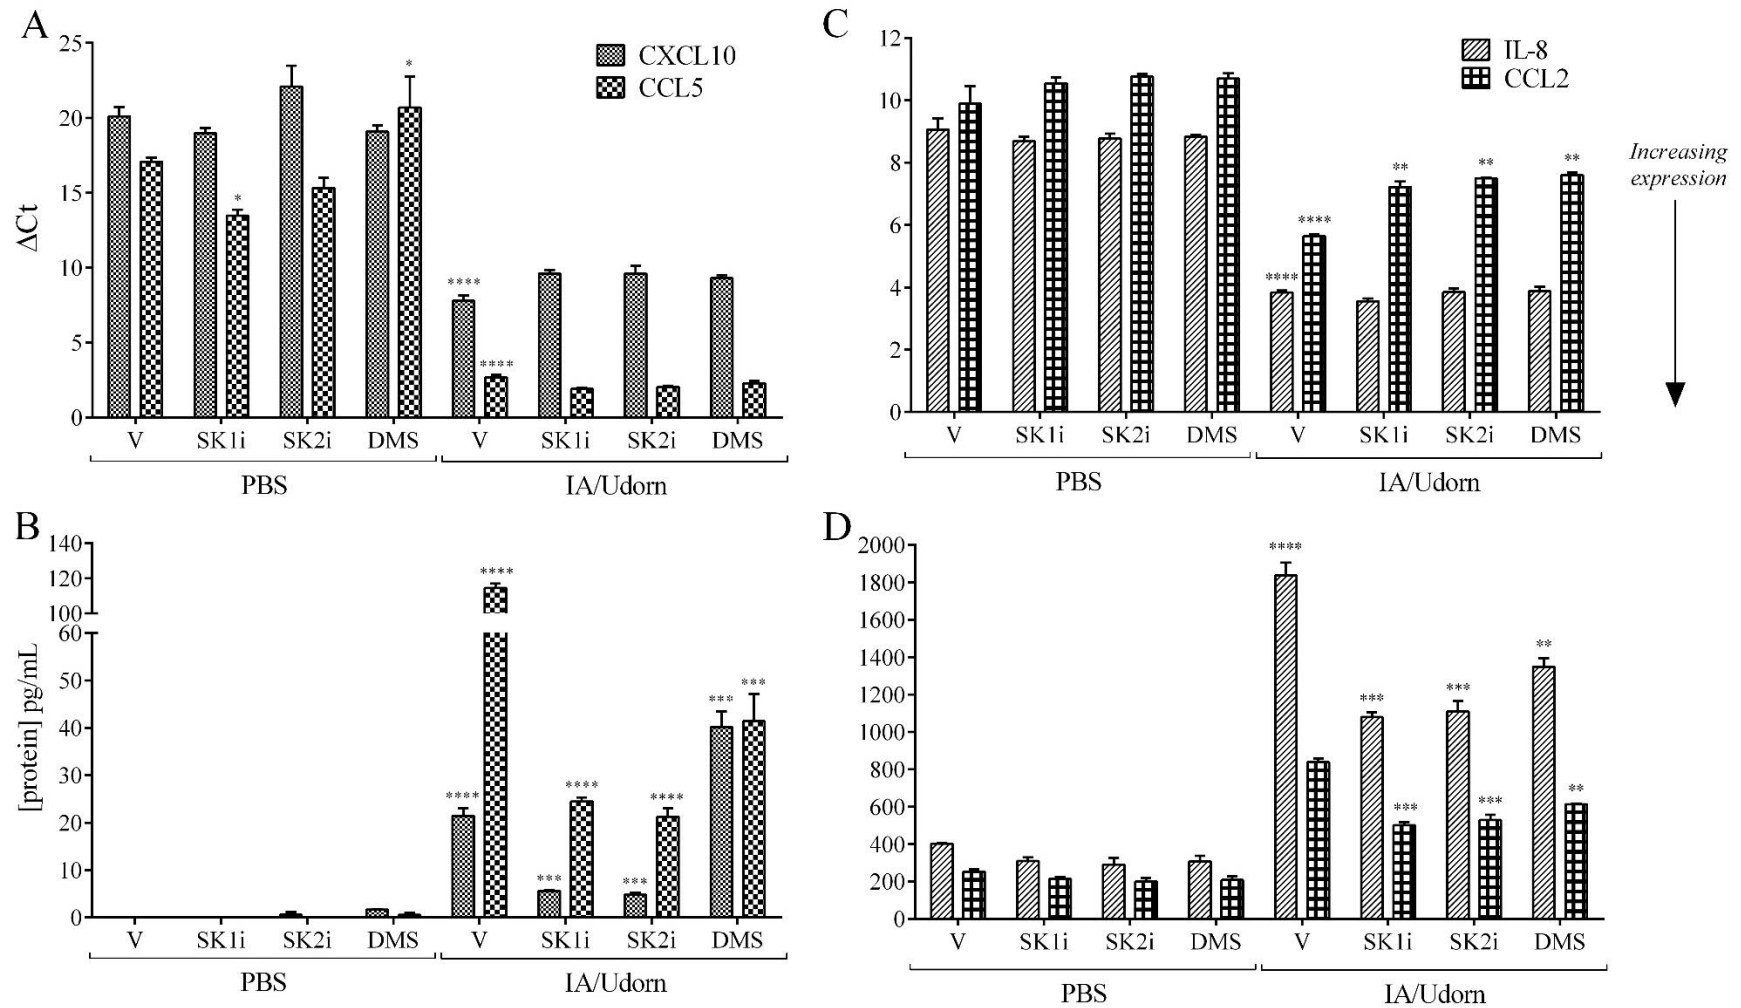 A
25
20
15
10
5
0
ΔCt
CXCL10
CCL5
*
*
****
****
V SK1i SK2i DMS V SK1i SK2i DMS
PBS IA/Udorn
C
12
10
8
6
4
2
0
IL-8
CCL2
****
****
**
**
**
V SK1i SK2i DMS V SK1i SK2i DMS
PBS IA/Udorn
Increasing
expression
B
140
120
100
60
50
40
30
20
10
0
[protein] pg/mL
****
****
***
****
***
****
***
***
V SK1i SK2i DMS V SK1i SK2i DMS
PBS IA/Udorn
D
2000
1800
1600
1400
1200
1000
800
600
400
200
0
****
***
***
***
***
**
**
V SK1i SK2i DMS V SK1i SK2i DMS
PBS IA/Udorn